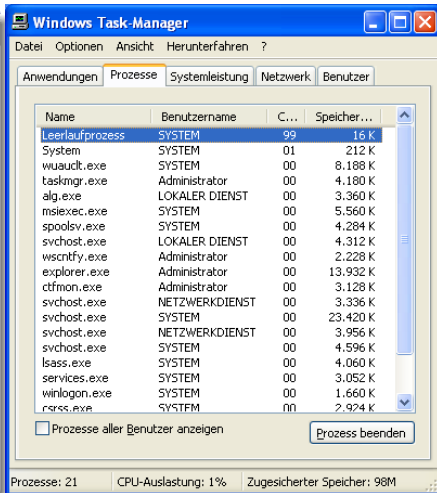 Windows Task-Manager
Datei Optionen Ansicht Herunterfahren ?
Anwendungen Prozesse Systemleistung Netzwerk Benutzer
Name Benutzername C... Speicher...
Leerlaufprozess SYSTEM 99 16 K
System SYSTEM 01 212 K
wuauclt.exe SYSTEM 00 8.188 K
taskmgr.exe Administrator 00 4.180 K
alg.exe LOKALER DIENST 00 3.360 K
msiexec.exe SYSTEM 00 5.560 K
spoolsv.exe SYSTEM 00 4.284 K
svchost.exe LOKALER DIENST 00 4.312 K
wscntfy.exe Administrator 00 2.228 K
explorer.exe Administrator 00 13.932 K
ctfmon.exe Administrator 00 3.128 K
svchost.exe NETZWERKDIENST 00 3.336 K
svchost.exe SYSTEM 00 23.420 K
svchost.exe NETZWERKDIENST 00 3.956 K
svchost.exe SYSTEM 00 4.596 K
lsass.exe SYSTEM 00 4.060 K
services.exe SYSTEM 00 3.052 K
winlogon.exe SYSTEM 00 1.660 K
csrss.exe SYSTEM 00 2.924 K
Prozesse aller Benutzer anzeigen Prozess beenden
Prozesse: 21 CPU-Auslastung: 1% Zugesicherter Speicher: 98M